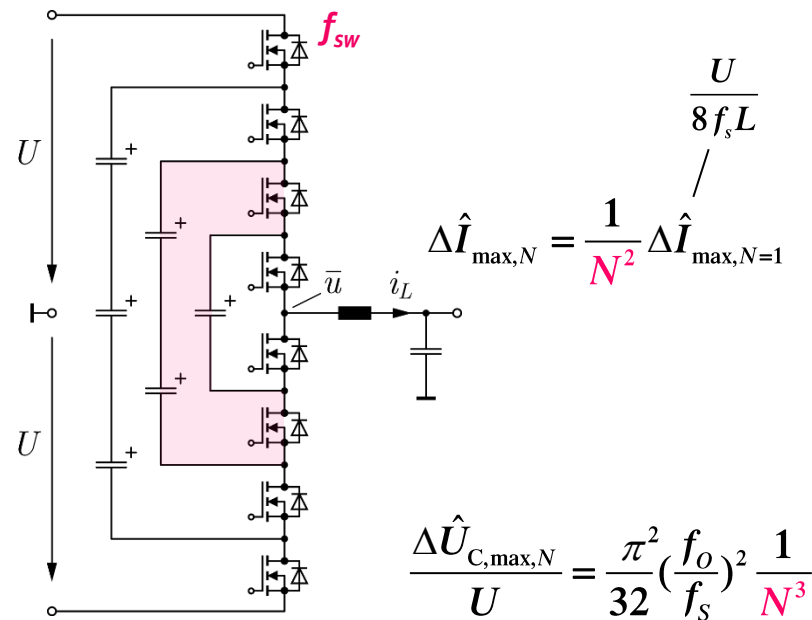 f_sw
U
U
ū i_L
+
+
+
+
+
+
U / 8 f_s L
ΔÎ_max,N = 1/N² ΔÎ_max,N=1
ΔÛ_C,max,N / U = π²/32 (f_O/f_S)² 1/N³